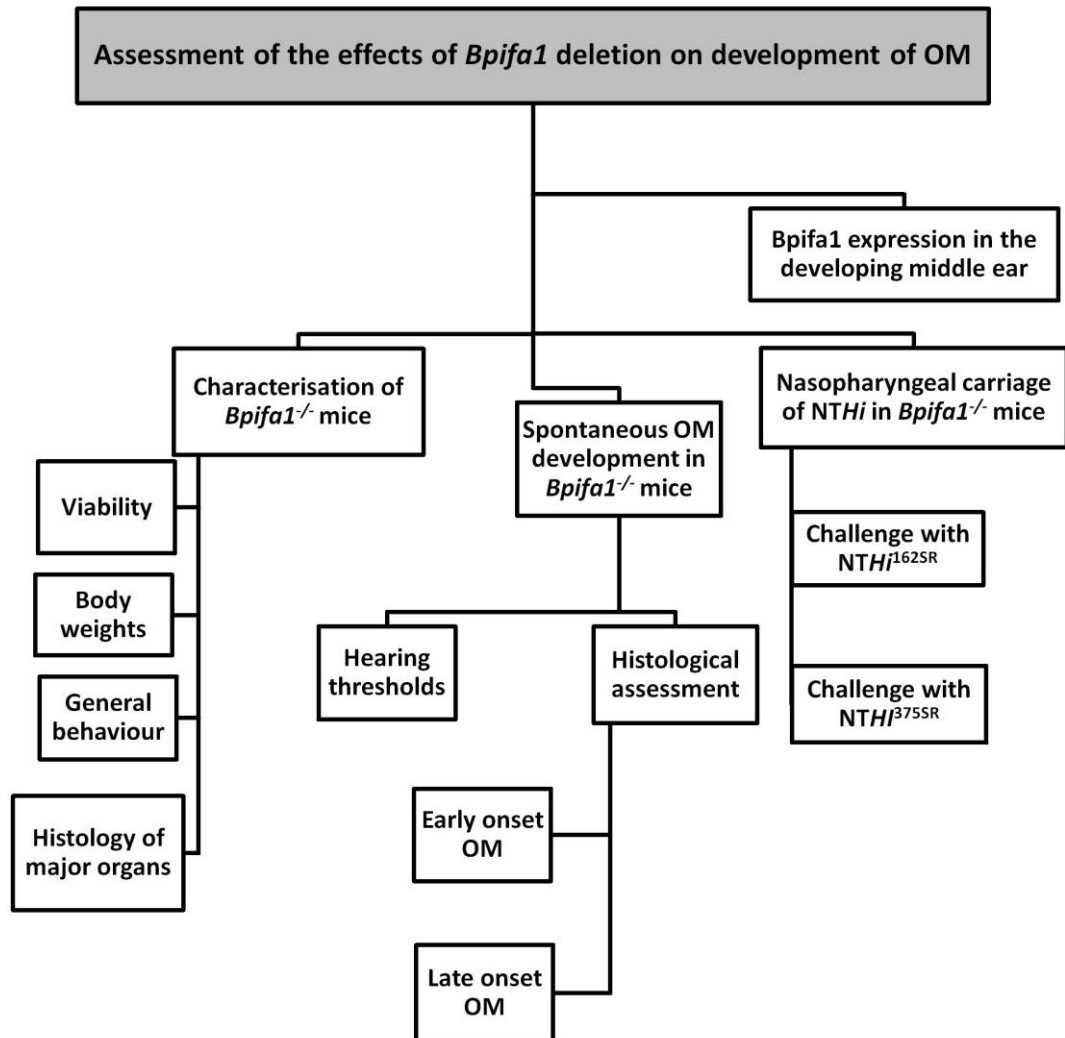 Assessment of the effects of Bpifa1 deletion on development of OM
Bpifa1 expression in the
developing middle ear
Characterisation of
Bpifa1-/- mice
Viability
Body
weights
General
behaviour
Histology of
major organs
Spontaneous OM
development in
Bpifa1-/- mice
Hearing
thresholds
Histological
assessment
Early onset
OM
Late onset
OM
Nasopharyngeal carriage
of NTHi in Bpifa1-/- mice
Challenge with
NTHi162SR
Challenge with
NTHI375SR